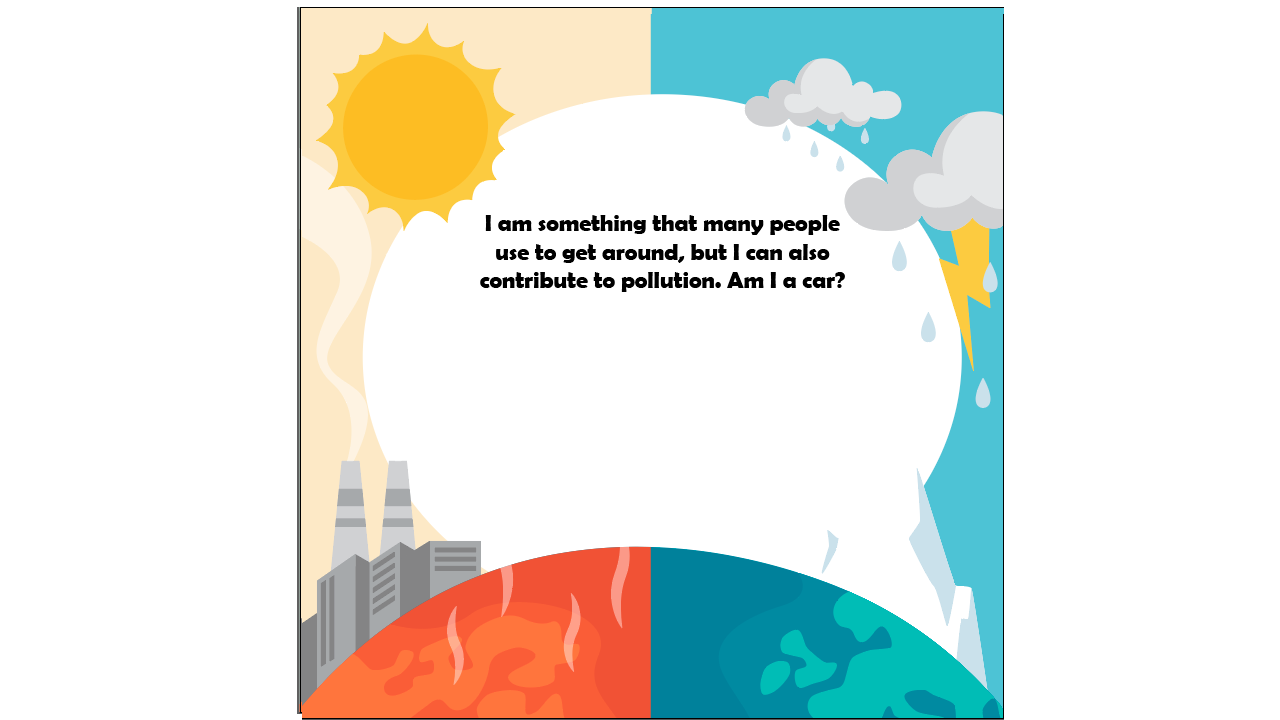 I am something that many people
use to get around, but I can also
contribute to pollution. Am I a car?